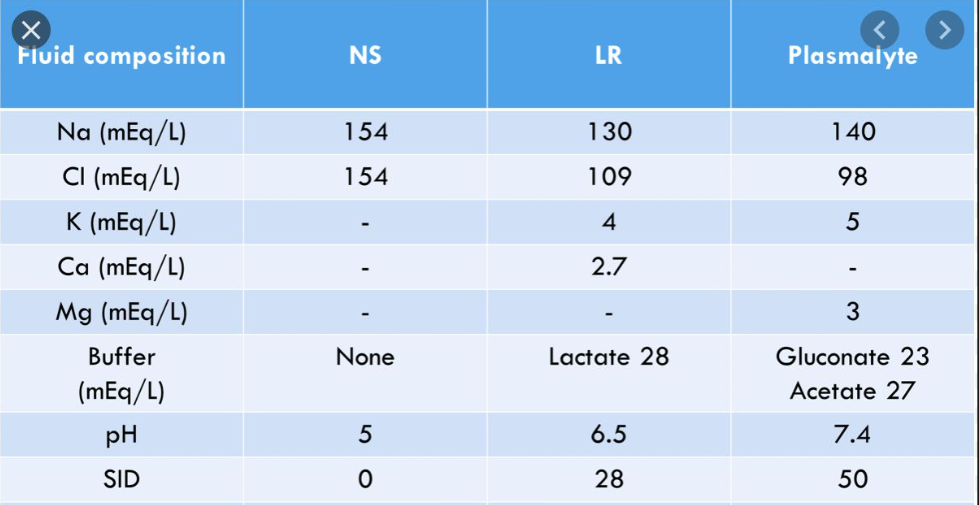 Fluid composition NS LR Plasmalyte
Na (mEq/L) 154 130 140
Cl (mEq/L) 154 109 98
K (mEq/L) - 4 5
Ca (mEq/L) - 2.7 -
Mg (mEq/L) - - 3
Buffer None Lactate 28 Gluconate 23
(mEq/L) Acetate 27
pH 5 6.5 7.4
SID 0 28 50